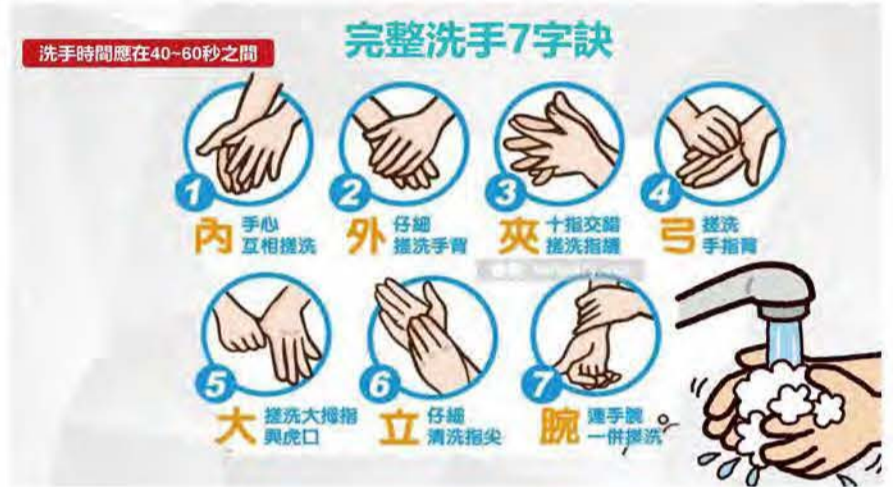 完整洗手7字訣
洗手時間應在40~60秒之間
1
內 手心
互相搓洗
2
外 仔細
搓洗手背
3
夾 十指交錯
搓洗指縫
4
弓 搓洗
手指背
5
大 搓洗大拇指
與虎口
6
立 仔細
清洗指尖
7
腕 連手腕
一併搓洗